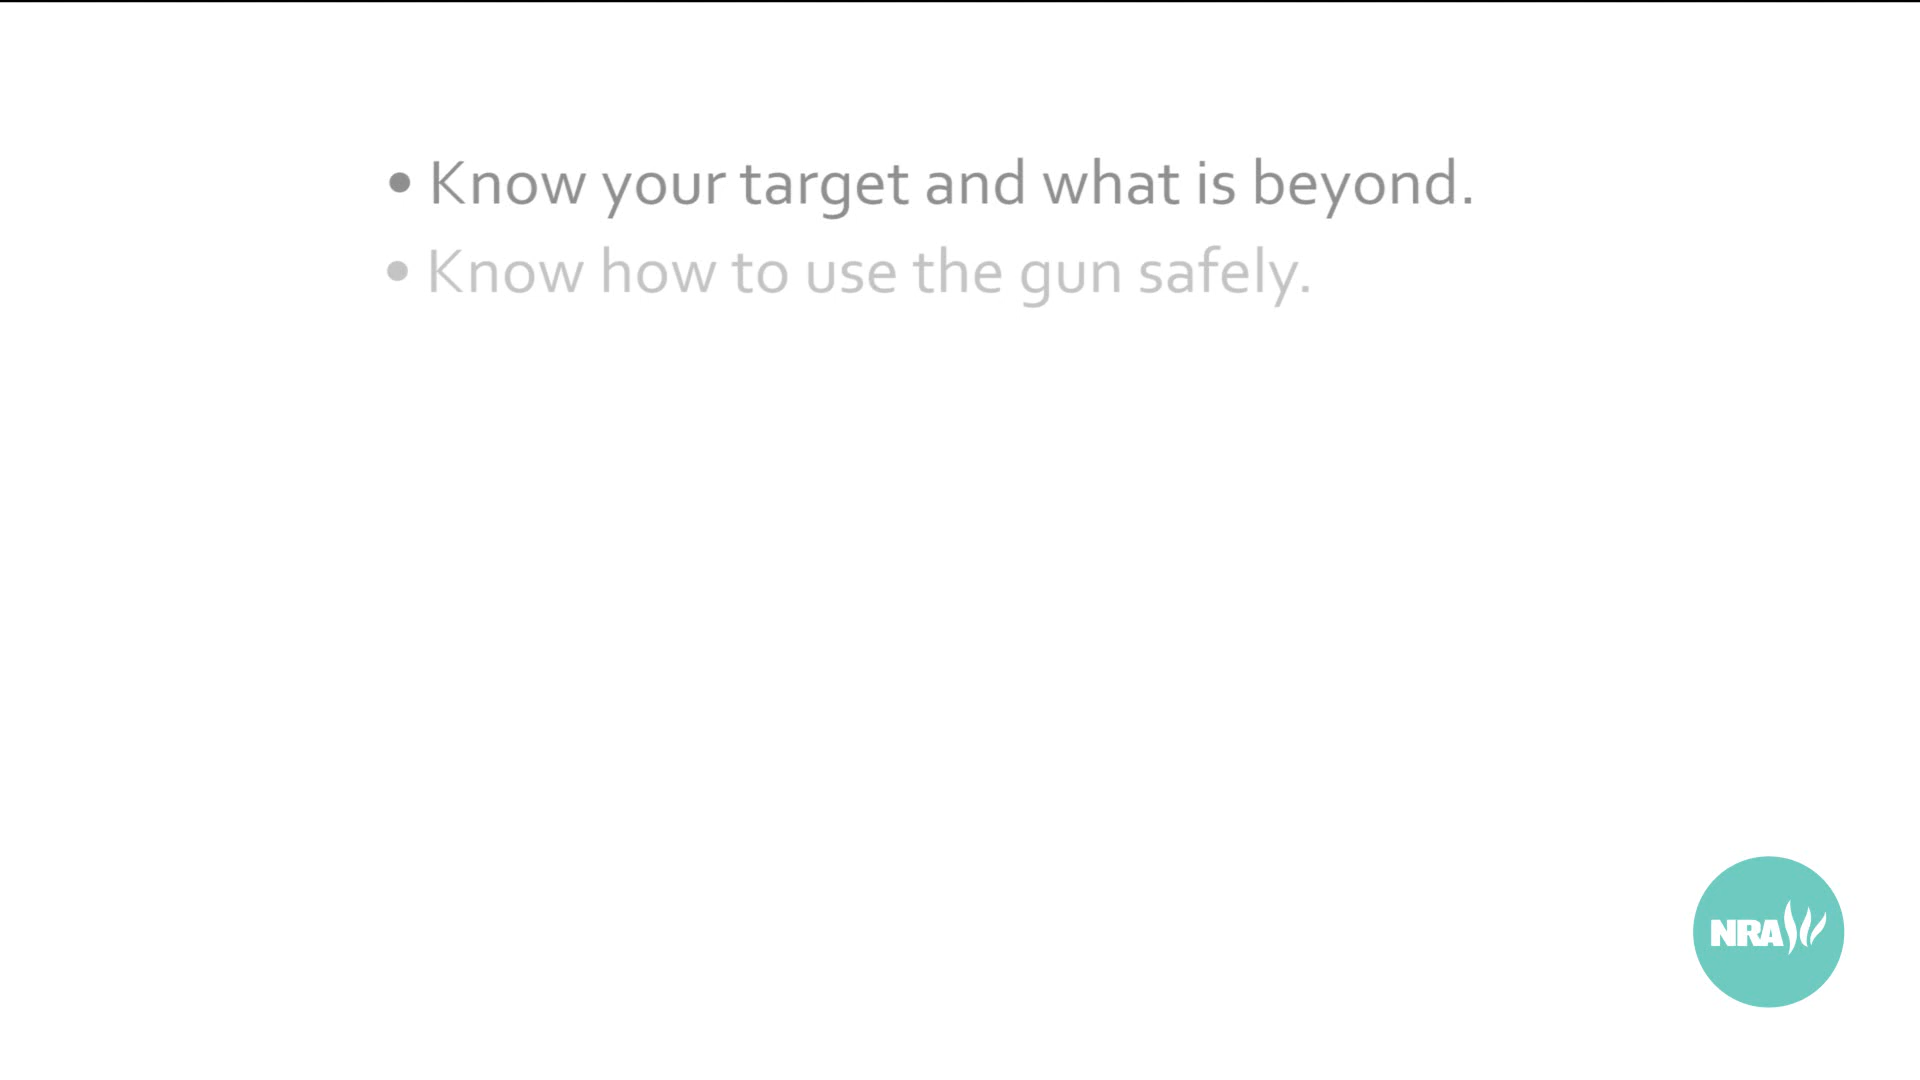 • Know your target and what is beyond.
• Know how to use the gun safely.
NRA